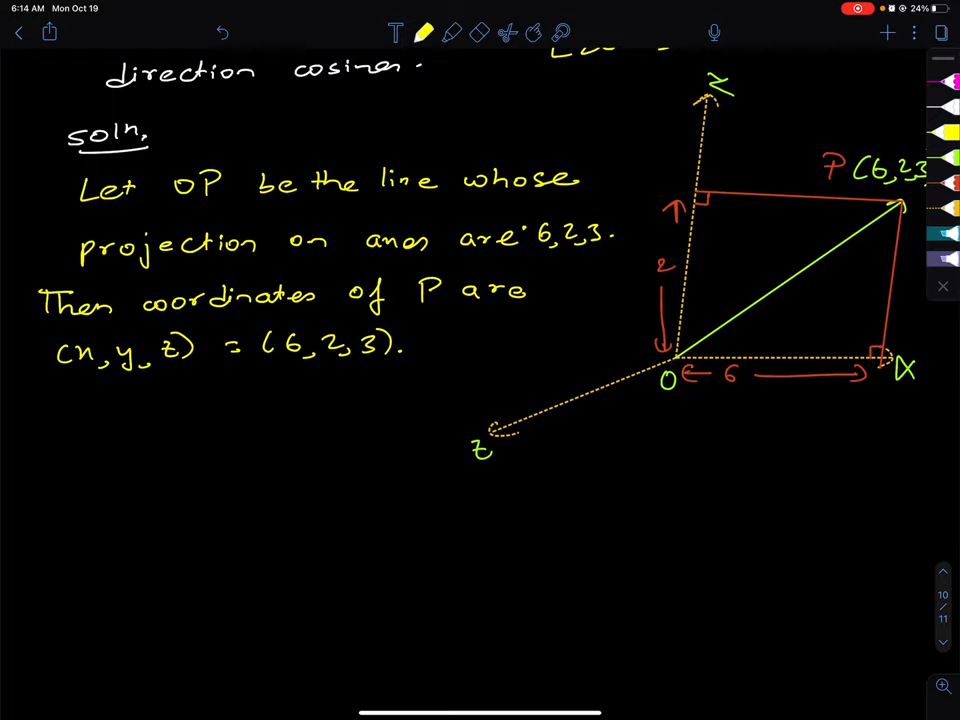 6:14 AM Mon Oct 19
24%
direction cosines.
soln.
Let OP be the line whose
projection on anes are 6,2,3.
Then coordinates of P are
(x, y, z) = (6, 2, 3).
Z
P (6,2,3
2
O
6
X
Z
10
/
11